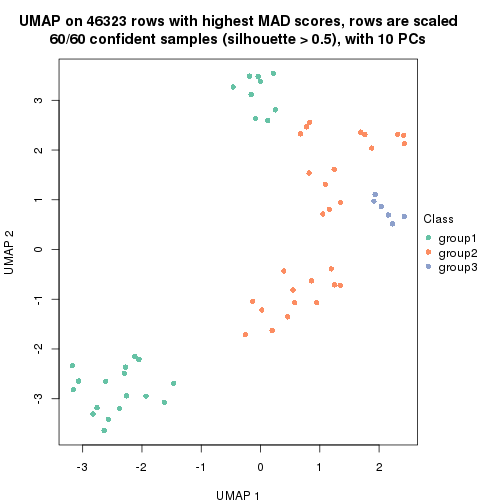 UMAP on 46323 rows with highest MAD scores, rows are scaled
60/60 confident samples (silhouette > 0.5), with 10 PCs
3
2
1
0
-1
-2
-3
UMAP 2
-3
-2
-1
0
1
2
UMAP 1
Class
group1
group2
group3